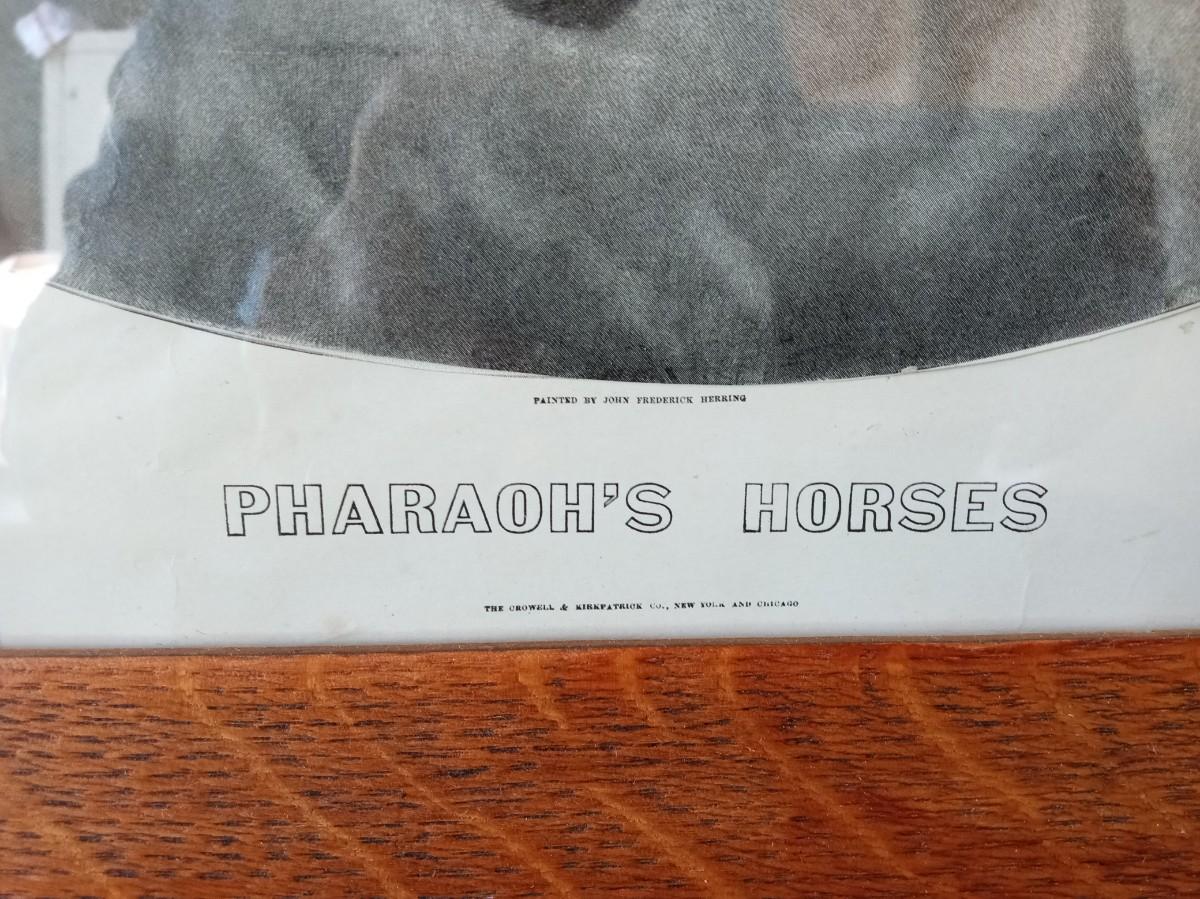 PAINTED BY JOHN FREDERICK HERRING
PHARAOH'S HORSES
THE CROWELL & KIRKPATRICK CO., NEW YORK AND CHICAGO